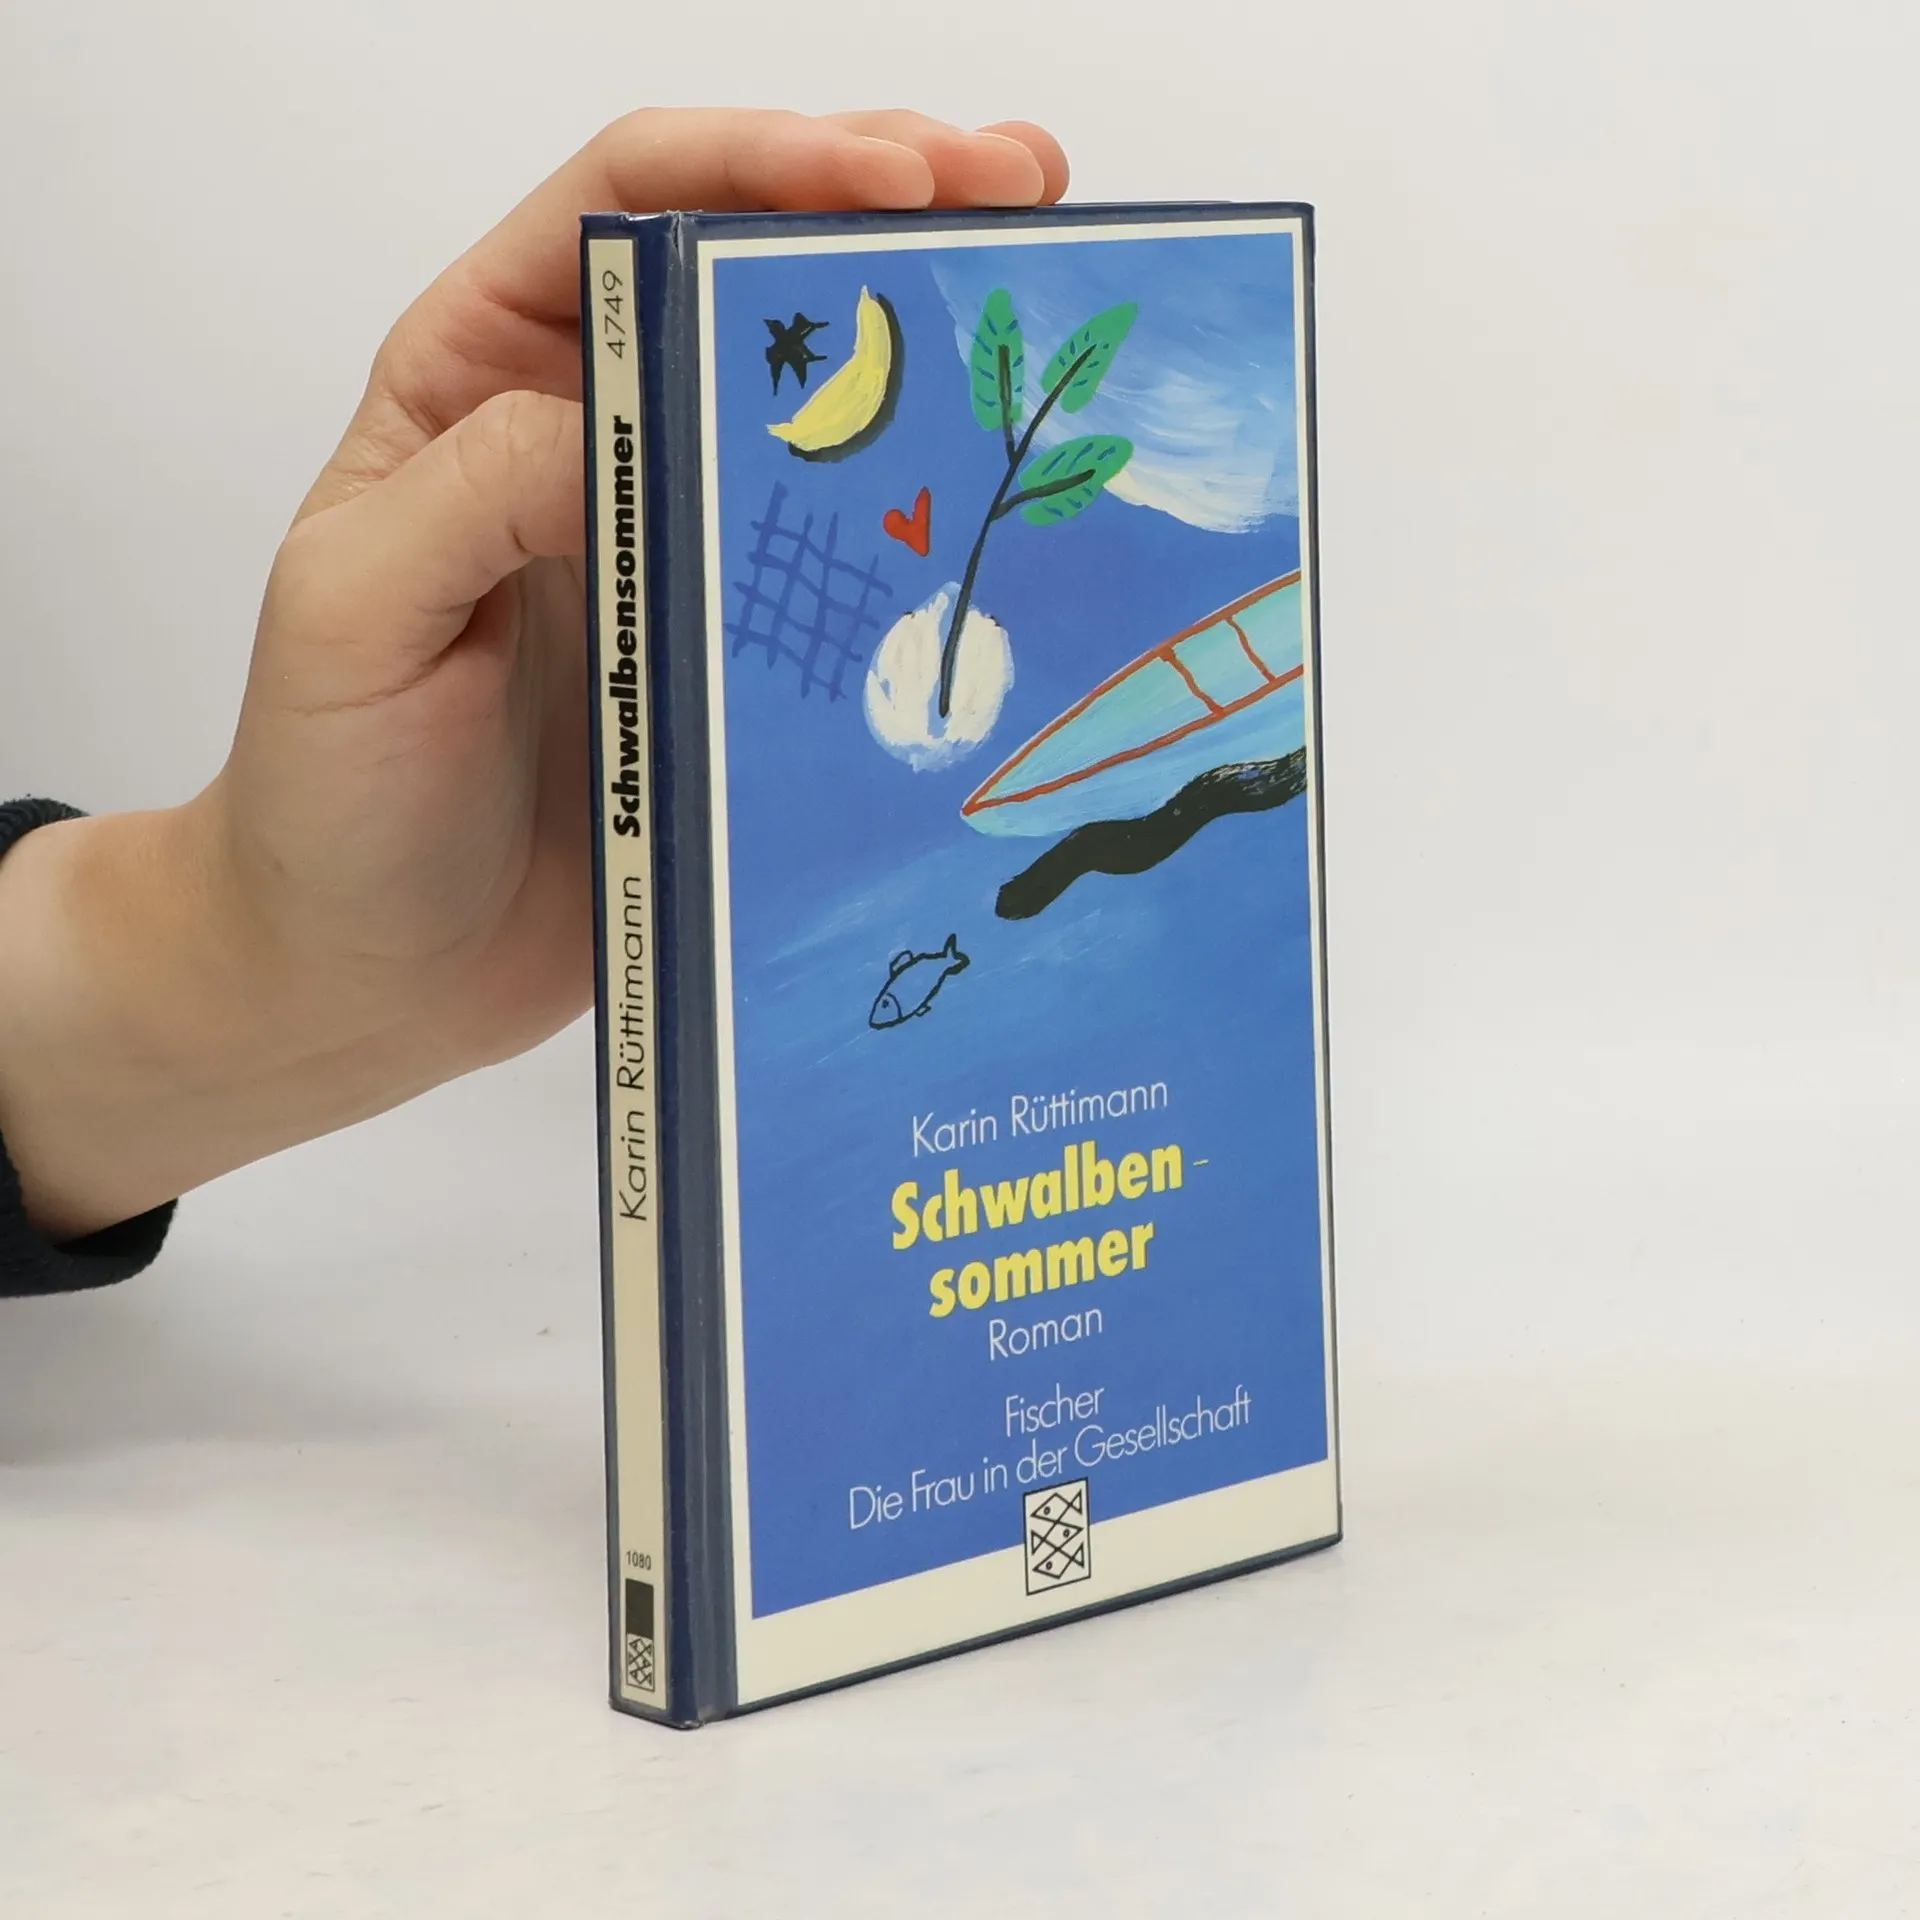 Karin Rüttimann Schwalbensommer 4749
1080
Karin Rüttimann
Schwalben-
sommer
Roman
Fischer
Die Frau in der Gesellschaft